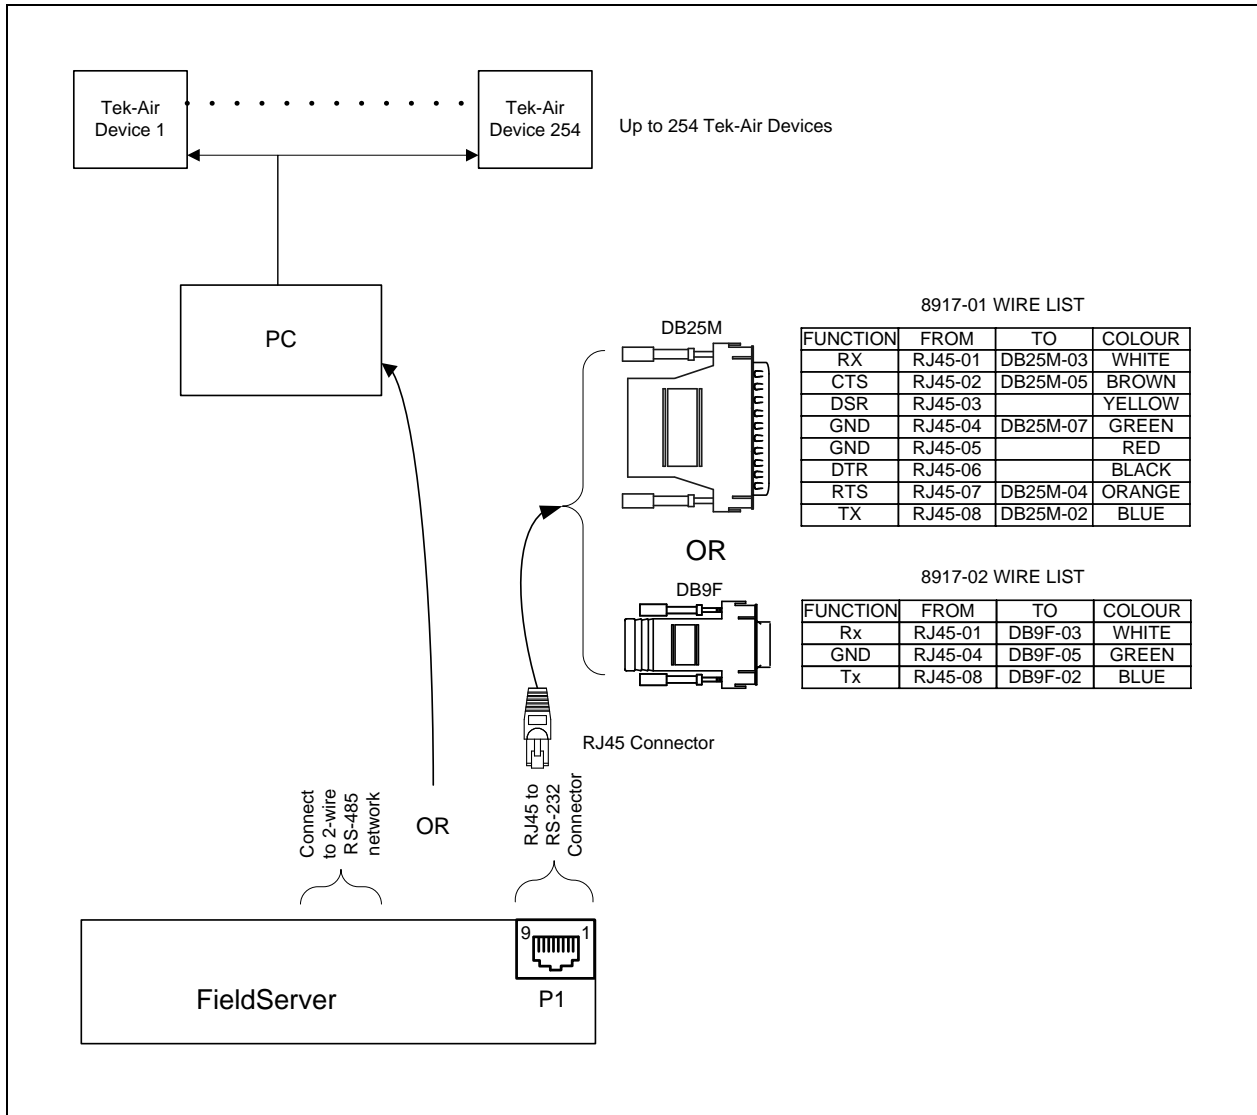 Tek-Air
Device 1
Tek-Air
Device 254
Up to 254 Tek-Air Devices
PC
DB25M
8917-01 WIRE LIST
FUNCTION FROM TO COLOUR
RX RJ45-01 DB25M-03 WHITE
CTS RJ45-02 DB25M-05 BROWN
DSR RJ45-03 YELLOW
GND RJ45-04 DB25M-07 GREEN
GND RJ45-05 RED
DTR RJ45-06 BLACK
RTS RJ45-07 DB25M-04 ORANGE
TX RJ45-08 DB25M-02 BLUE
OR
DB9F
8917-02 WIRE LIST
FUNCTION FROM TO COLOUR
Rx RJ45-01 DB9F-03 WHITE
GND RJ45-04 DB9F-05 GREEN
Tx RJ45-08 DB9F-02 BLUE
RJ45 Connector
Connect
to 2-wire
RS-485
network
OR
RJ45 to
RS-232
Connector
9 1
P1
FieldServer